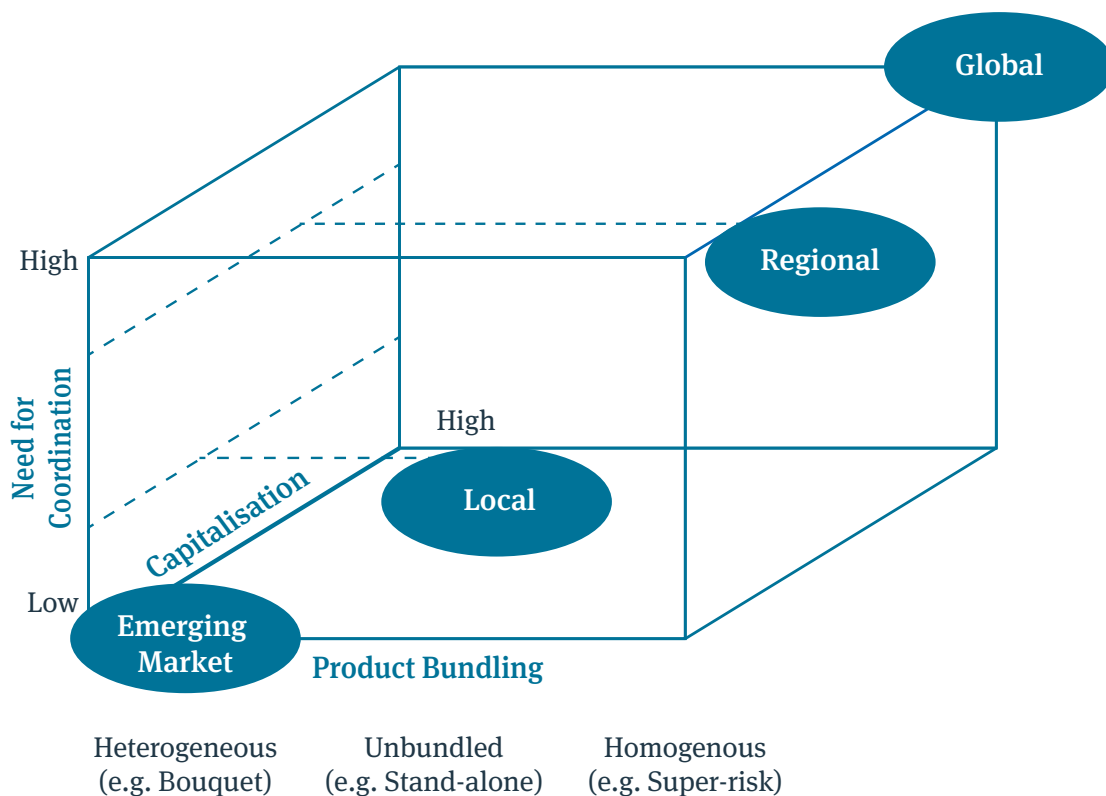 Global
Regional
High
Need for
Coordination
High
Capitalisation
Local
Low
Emerging
Market
Product Bundling
Heterogeneous
(e.g. Bouquet)
Unbundled
(e.g. Stand-alone)
Homogenous
(e.g. Super-risk)